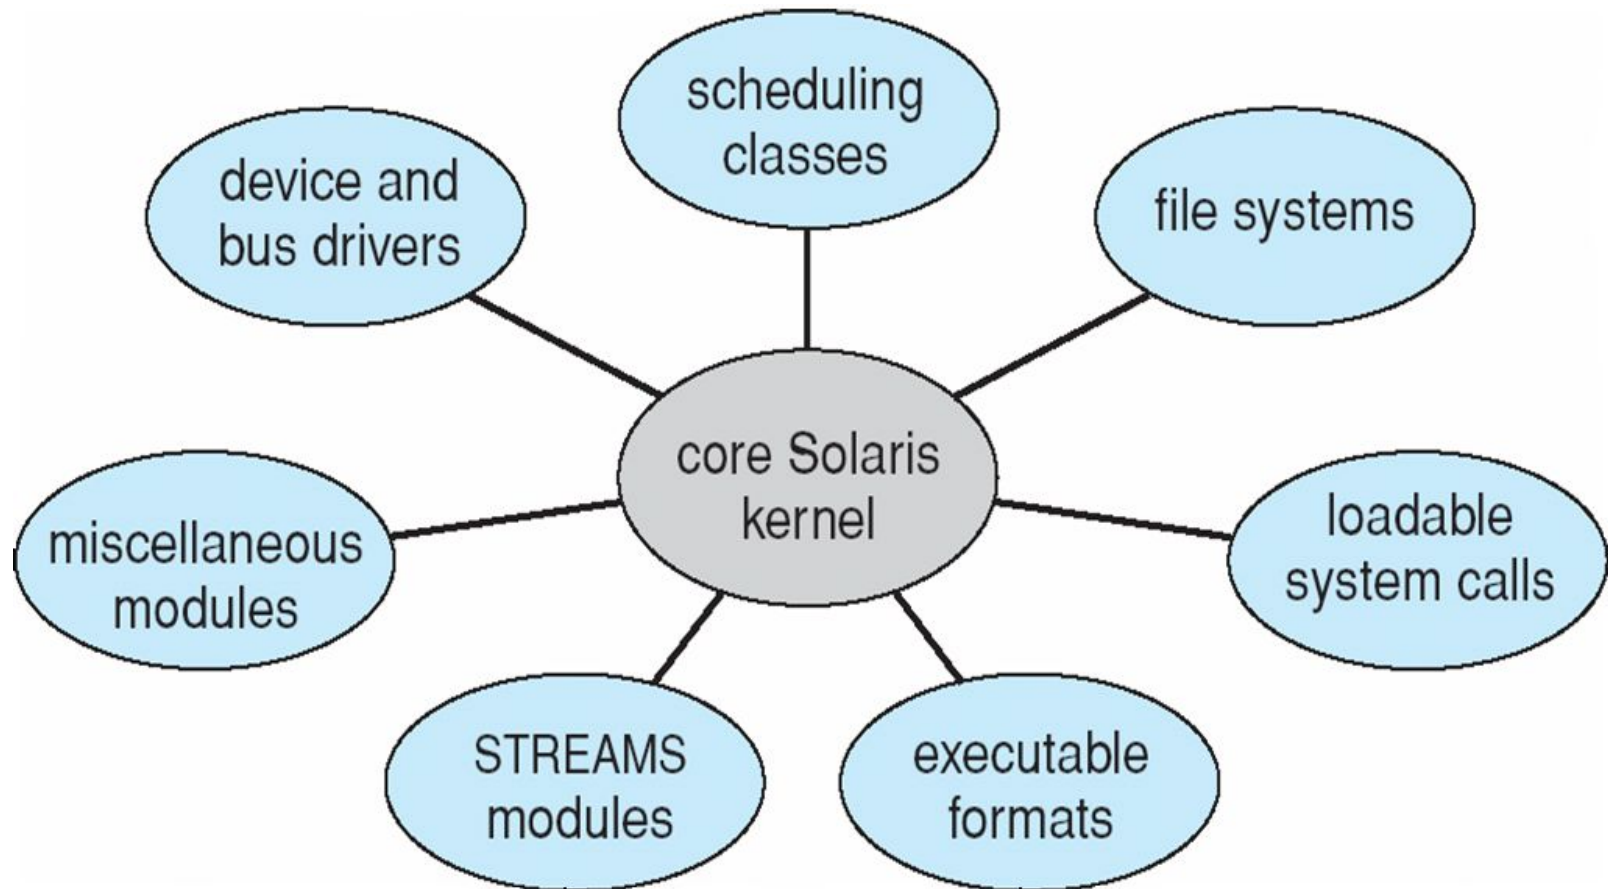 scheduling
classes
device and
bus drivers
file systems
core Solaris
kernel
miscellaneous
modules
loadable
system calls
STREAMS
modules
executable
formats